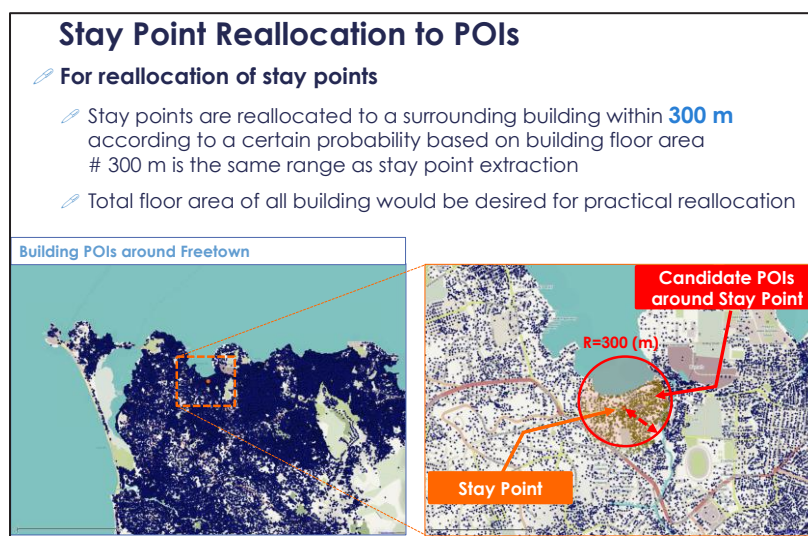 Stay Point Reallocation to POIs
For reallocation of stay points
Stay points are reallocated to a surrounding building within 300 m
according to a certain probability based on building floor area
# 300 m is the same range as stay point extraction
Total floor area of all building would be desired for practical reallocation
Building POIs around Freetown
Candidate POIs
around Stay Point
R=300 (m)
Stay Point